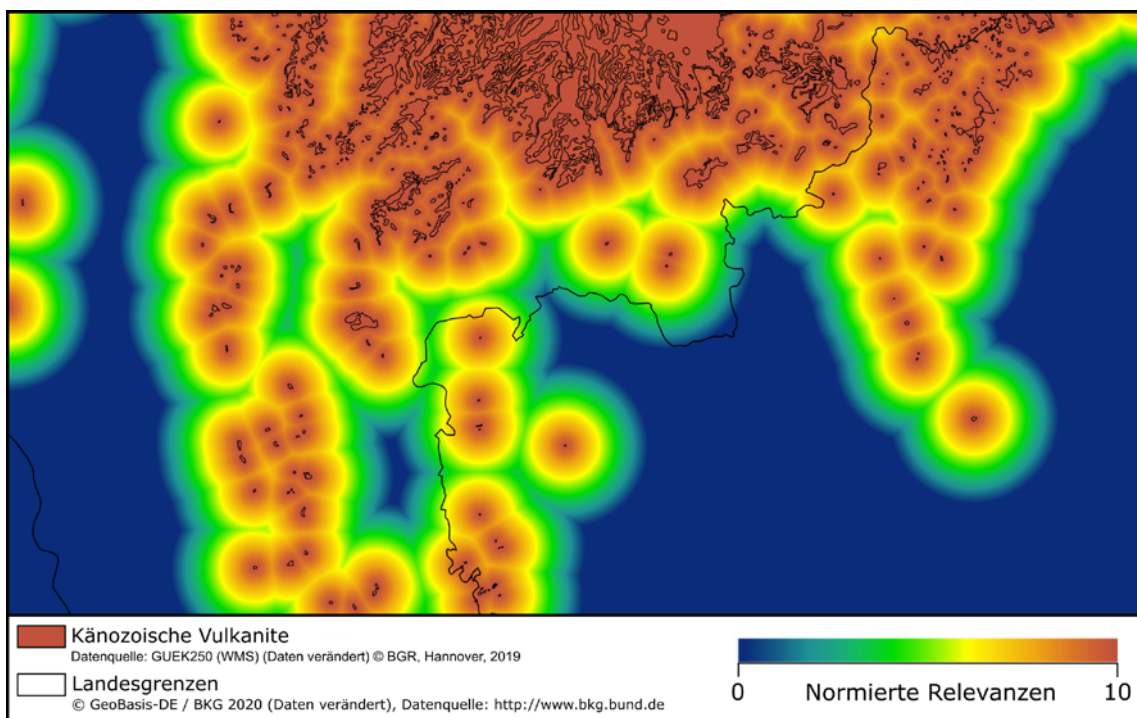 Känozoische Vulkanite
Datenquelle: GUEK250 (WMS) (Daten verändert) © BGR, Hannover, 2019
Landesgrenzen
© GeoBasis-DE / BKG 2020 (Daten verändert), Datenquelle: http://www.bkg.bund.de
0 Normierte Relevanzen 10